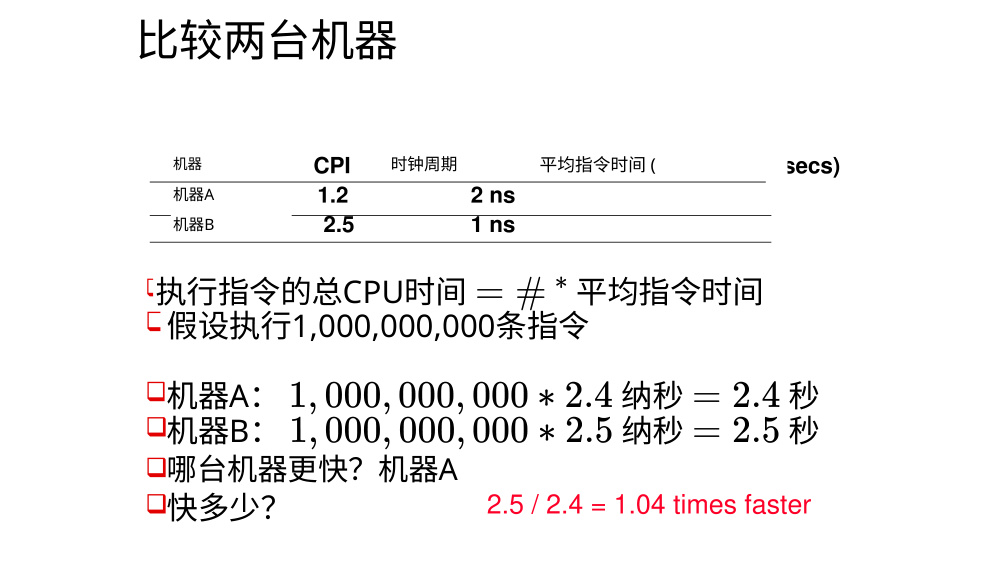 比较两台机器
机器 CPI 时钟周期 平均指令时间 ( secs)
机器A 1.2 2 ns
机器B 2.5 1 ns
执行指令的总CPU时间 = # * 平均指令时间
假设执行1,000,000,000条指令
机器A： 1,000,000,000 * 2.4 纳秒 = 2.4 秒
机器B： 1,000,000,000 * 2.5 纳秒 = 2.5 秒
哪台机器更快？机器A
快多少？ 2.5 / 2.4 = 1.04 times faster